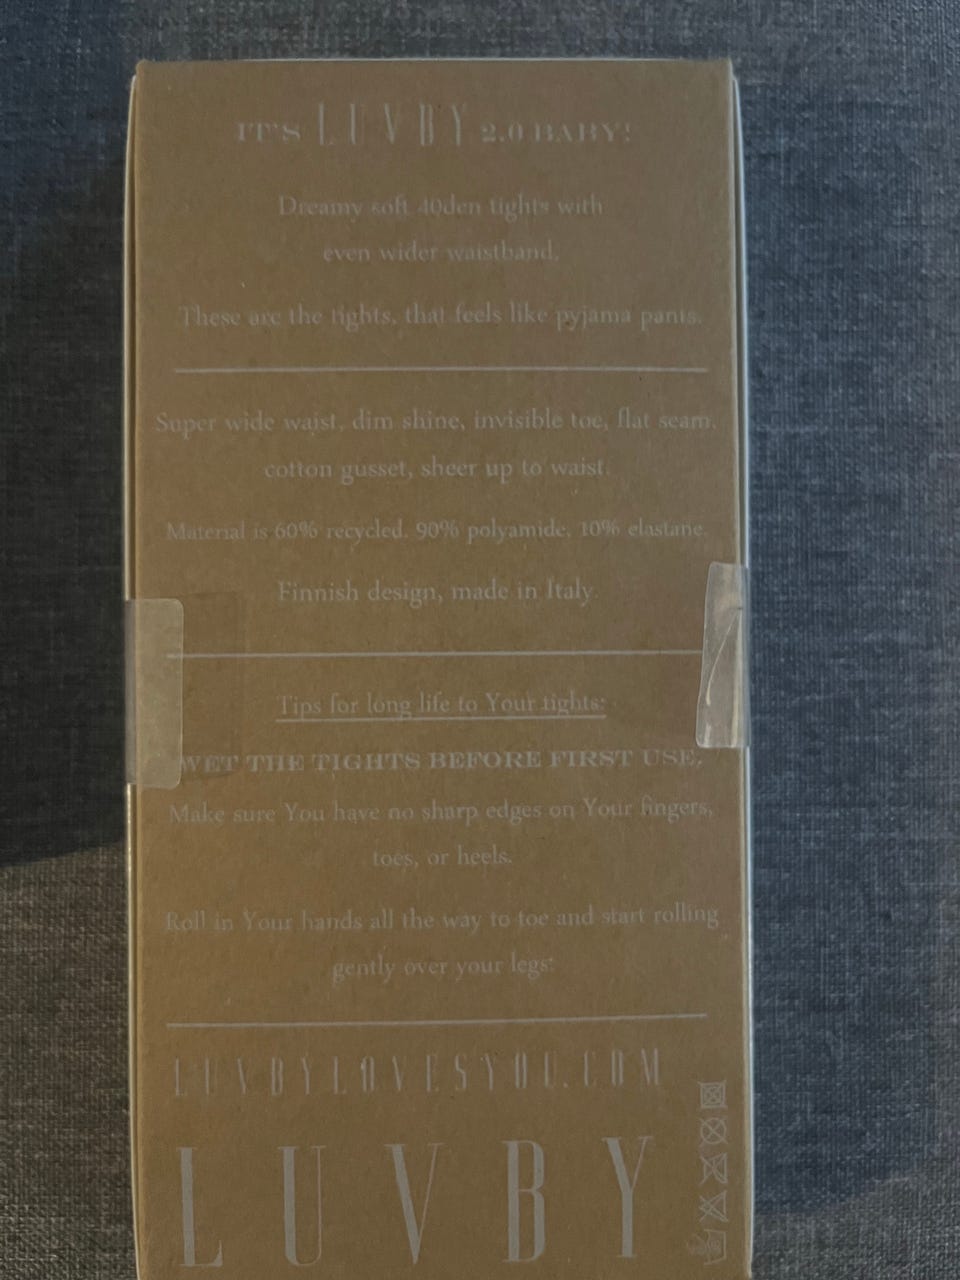 IT'S LUVBY 2.0 BABY!
Dreamy soft 40den tights with
even wider waistband.
These are the tights, that feels like pyjama pants.
Super wide waist, dim shine, invisible toe, flat seam,
cotton gusset, sheer up to waist.
Material is 60% recycled. 90% polyamide, 10% elastane.
Finnish design, made in Italy.
Tips for long life to Your tights:
WET THE TIGHTS BEFORE FIRST USE.
Make sure You have no sharp edges on Your fingers,
toes, or heels.
Roll in Your hands all the way to toe and start rolling
gently over your legs!
LUVBYLOVESYOU.COM
LUVBY